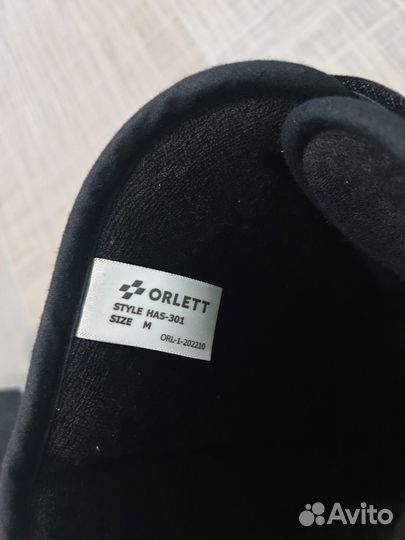 ORLETT
STYLE HAS-301
SIZE M
ORL-1-202210
Avito